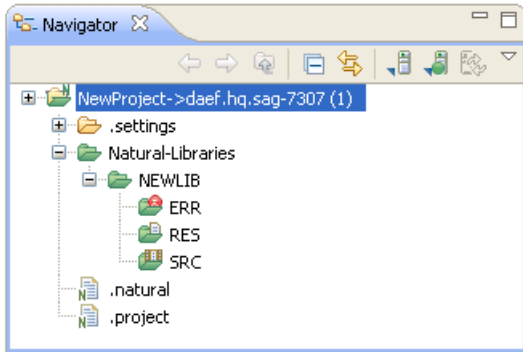 Navigator
NewProject->daef.hq.sag-7307 (1)
.settings
Natural-Libraries
NEWLIB
ERR
RES
SRC
.natural
.project